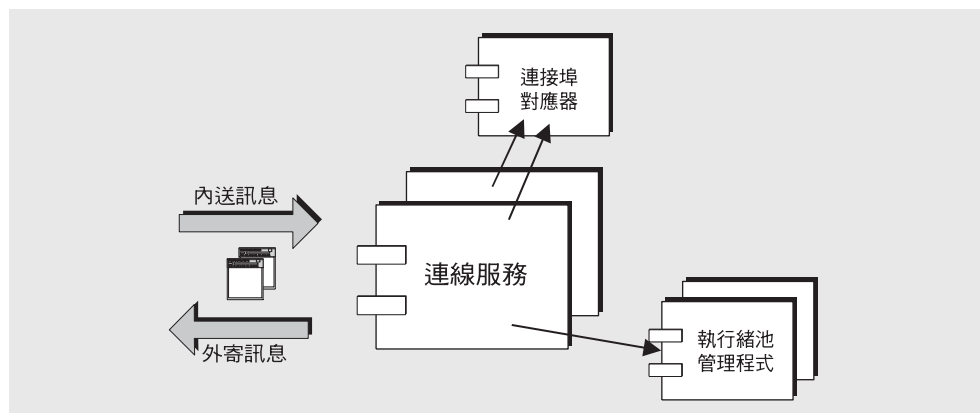 連接埠
對應器
內送訊息
連線服務
外寄訊息
執行緒池
管理程式